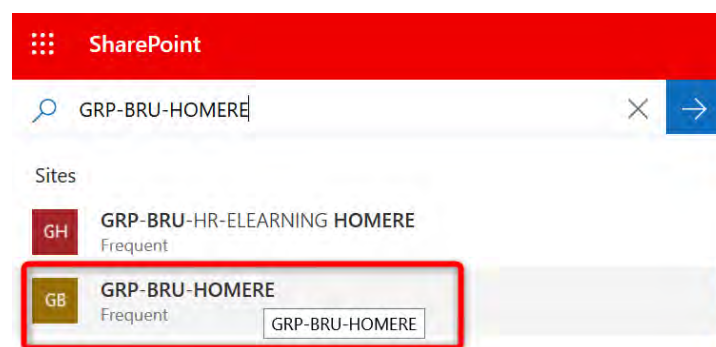 SharePoint
GRP-BRU-HOMERE
Sites
GH
GRP-BRU-HR-ELEARNING HOMERE
Frequent
GB
GRP-BRU-HOMERE
Frequent
GRP-BRU-HOMERE